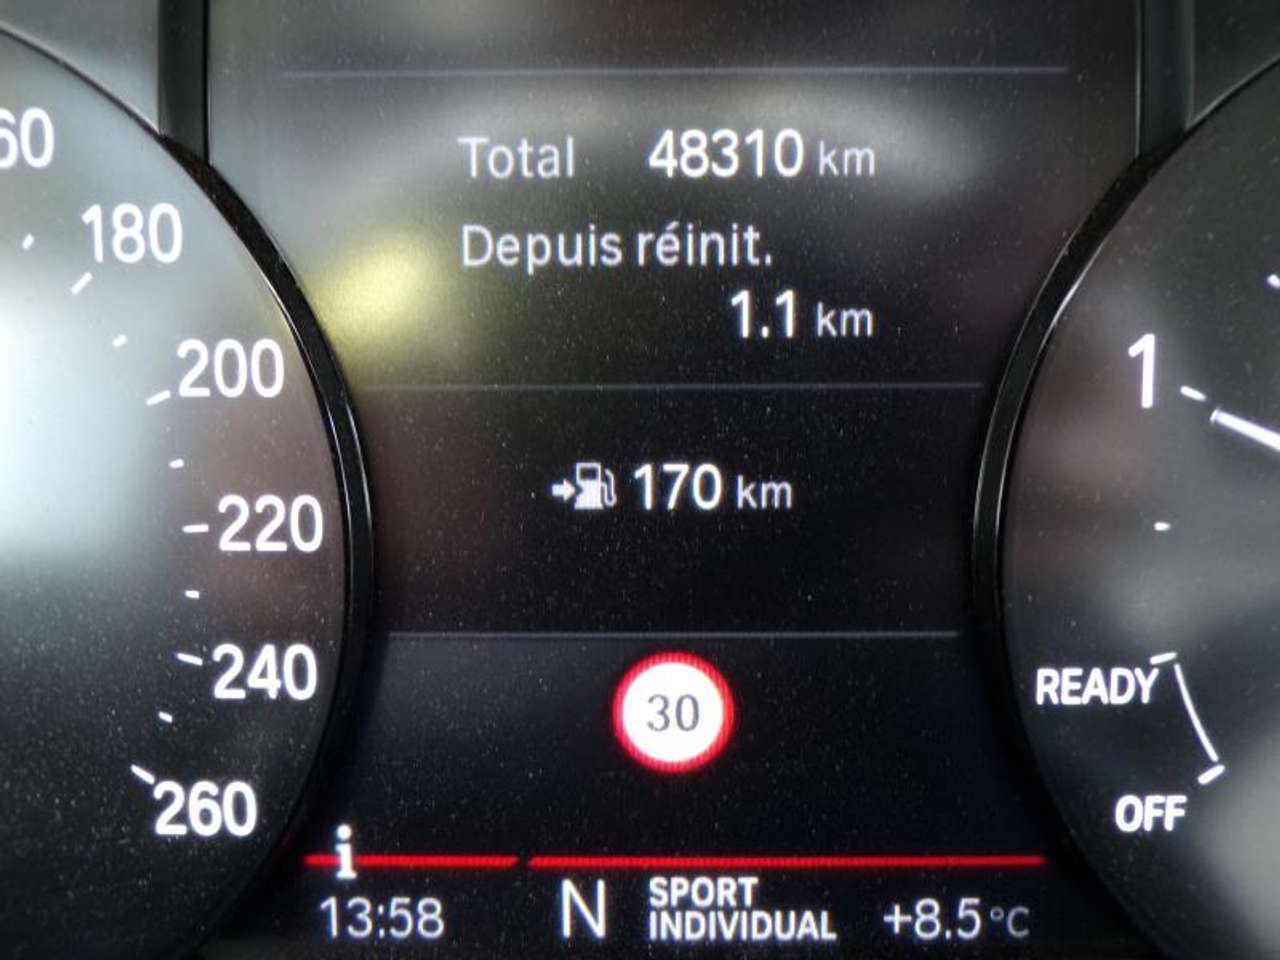 Total 48310 km
Depuis réinit.
1.1 km
170 km
30
180
200
220
240
260
1
READY
OFF
i
13:58 N SPORT INDIVIDUAL +8.5°C